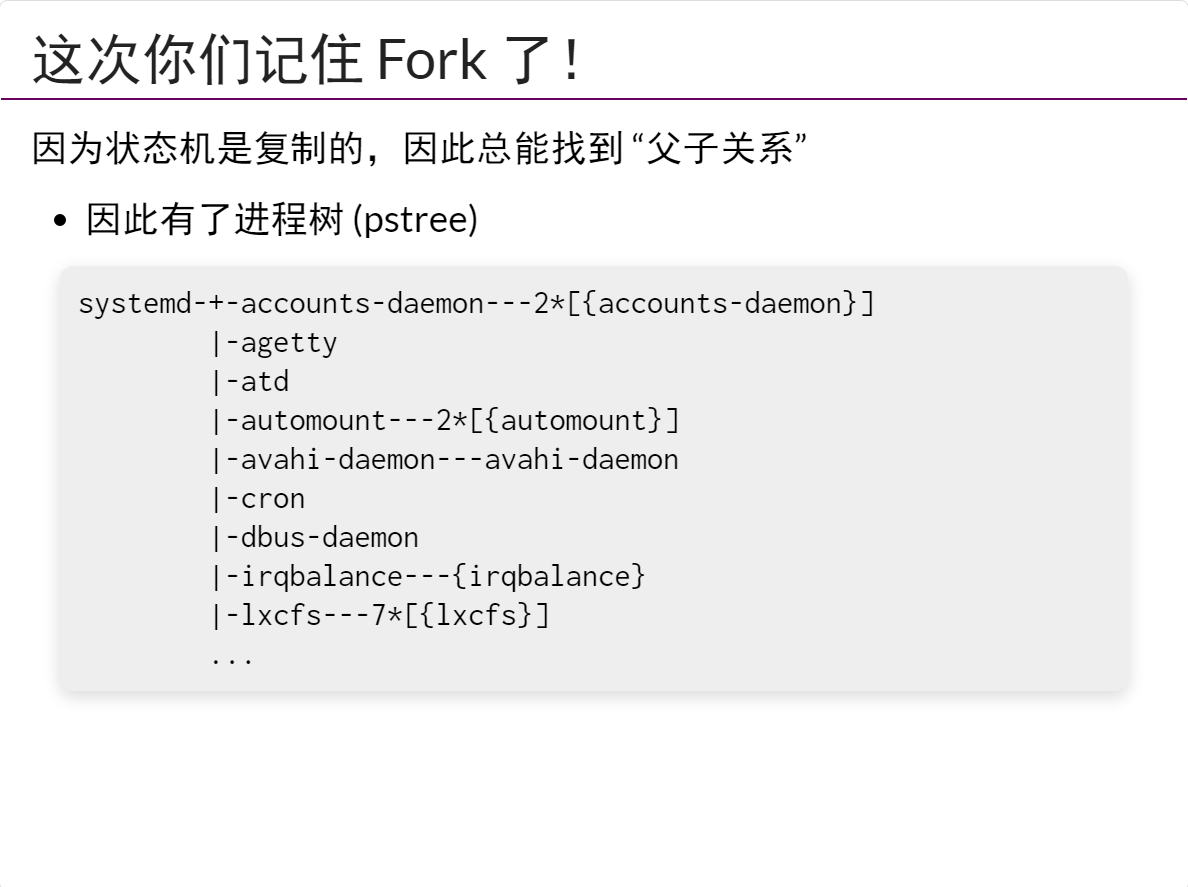 这次你们记住 Fork 了！
因为状态机是复制的，因此总能找到 “父子关系”
• 因此有了进程树 (pstree)
systemd-+-accounts-daemon---2*[{accounts-daemon}]
        |-agetty
        |-atd
        |-automount---2*[{automount}]
        |-avahi-daemon---avahi-daemon
        |-cron
        |-dbus-daemon
        |-irqbalance---{irqbalance}
        |-lxcfs---7*[{lxcfs}]
        ...